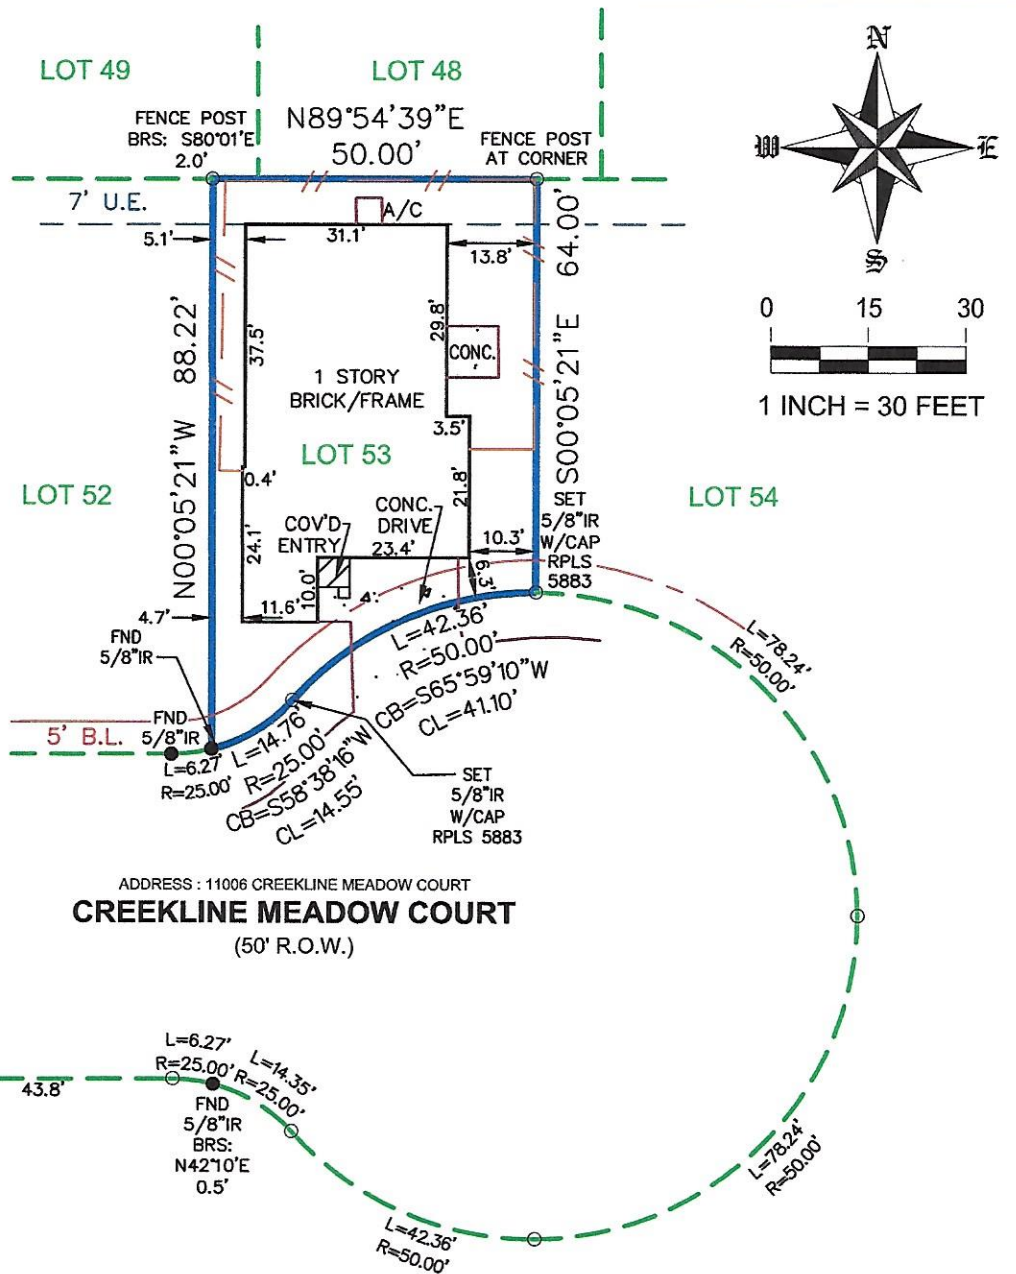 LOT 49
LOT 48
N
FENCE POST
BRS: S80°01'E
2.0'
N89°54'39"E
50.00'
FENCE POST
AT CORNER
W
E
S
7' U.E.
A/C
5.1'
31.1'
13.8'
64.00'
S00°05'21"E
N00°05'21"W
88.22'
37.5'
29.8'
CONC.
0
15
30
1 INCH = 30 FEET
1 STORY
BRICK/FRAME
3.5'
LOT 53
LOT 52
LOT 54
0.4'
21.8'
24.1'
CONC.
DRIVE
COV'D
ENTRY
23.4'
SET
5/8"IR
W/CAP
RPLS
5883
10.3'
6.3'
10.0'
11.6'
4.7'
4'.
FND
5/8"IR
L=42.36'
R=50.00'
CB=S65°59'10"W
CL=41.10'
L=78.24'
R=50.00'
5' B.L.
FND
5/8"IR
L=6.27'
R=25.00'
L=14.76'
R=25.00'
CB=S58°38'16"W
CL=14.55'
SET
5/8"IR
W/CAP
RPLS 5883
ADDRESS : 11006 CREEKLINE MEADOW COURT
CREEKLINE MEADOW COURT
(50' R.O.W.)
L=6.27'
R=25.00'
L=14.35'
R=25.00'
43.8'
FND
5/8"IR
BRS:
N42°10'E
0.5'
L=78.24'
R=50.00'
L=42.36'
R=50.00'